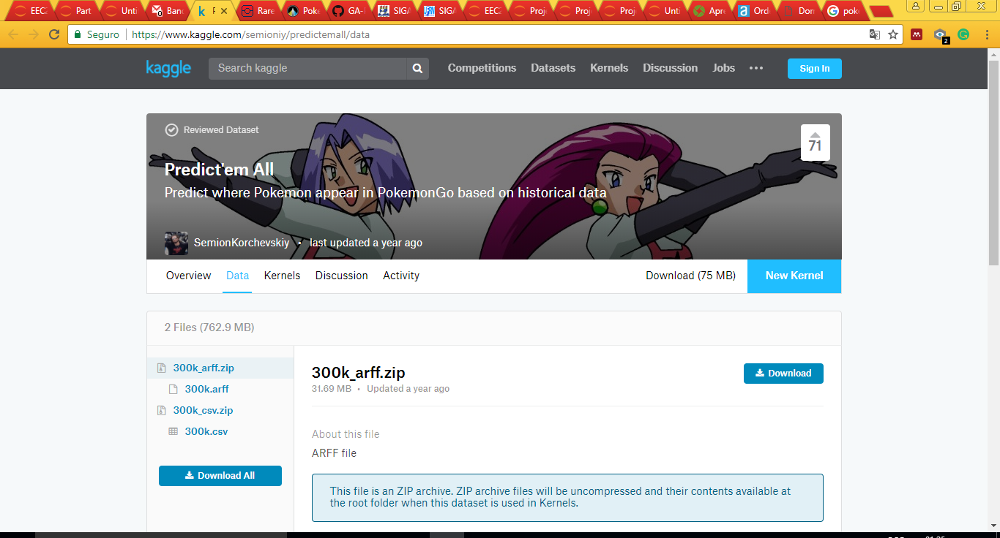 EEC2 Part Unti Banc P Rare Poke GA- SIGA SIGA EEC2 Proj Proj Proj Unti Apre Ord Don pok
Seguro https://www.kaggle.com/semioniy/predictemall/data 2
kaggle Search kaggle Competitions Datasets Kernels Discussion Jobs ••• Sign In
Reviewed Dataset
71
Predict'em All
Predict where Pokemon appear in PokemonGo based on historical data
SemionKorchevskiy • last updated a year ago
Overview Data Kernels Discussion Activity Download (75 MB) New Kernel
2 Files (762.9 MB)
300k_arff.zip
300k.arff
300k_csv.zip
300k.csv
Download All
300k_arff.zip
Download
31.69 MB • Updated a year ago
About this file
ARFF file
This file is an ZIP archive. ZIP archive files will be uncompressed and their contents available at
the root folder when this dataset is used in Kernels.